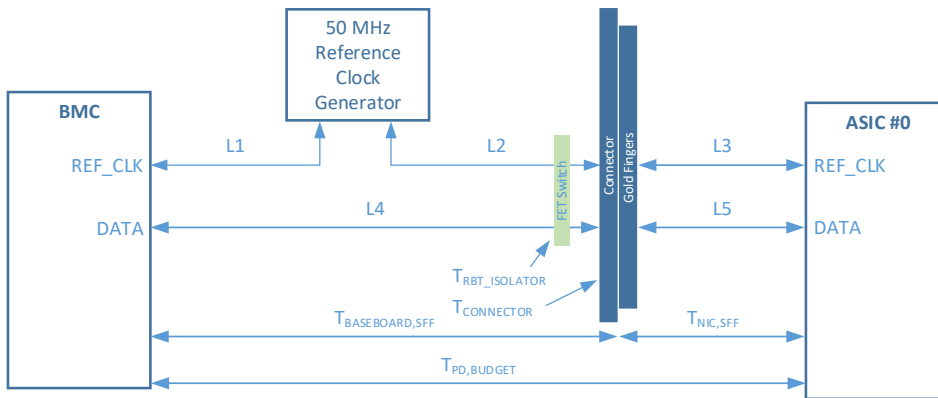 50 MHz
Reference
Clock
Generator
BMC
ASIC #0
L1
L2
L3
REF_CLK
REF_CLK
L4
L5
DATA
DATA
FET Switch
Connector
Gold Fingers
TRBT_ISOLATOR
TCONNECTOR
TBASEBOARD,SFF
TNIC,SFF
TPD,BUDGET